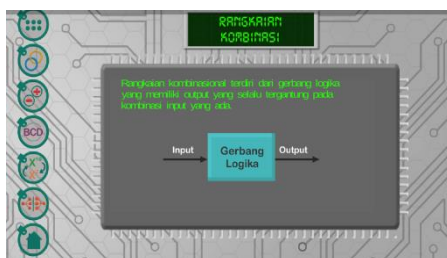 RANGKAIAN
KOMBINASI
Rangkaian kombinasional terdiri dari gerbang logika
yang memiliki output yang selalu tergantung pada
kombinasi input yang ada.
Input
Gerbang
Logika
Output
BCD